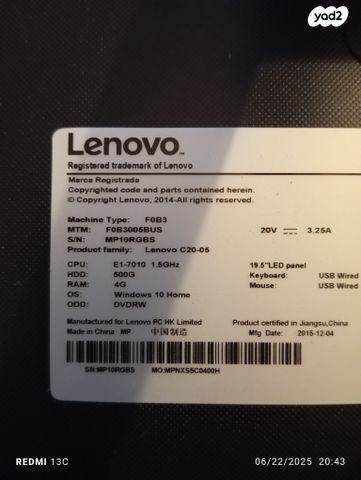 yad2
Lenovo
Registered trademark of Lenovo
Marca Registrada
Copyrighted code and parts contained herein.
© Copyright Lenovo, 2014-All rights reserved.
Machine Type: F0B3
MTM: F0B3005BUS 20V ⎓ 3.25A
S/N: MP10RGBS
Product family: Lenovo C20-05
CPU: E1-7010 1.5GHz 19.5"LED panel
HDD: 500G Keyboard: USB Wired
RAM: 4G Mouse: USB Wired
OS: Windows 10 Home
ODD: DVDRW
Manufactured for Lenovo PC HK Limited Product certified in Jiangsu,China
Made in China MP 中国制造 Mfg Date: 2015-12-04
SN:MP10RGBS MO:MPNXS5C0400H
REDMI 13C 06/22/2025 20:43